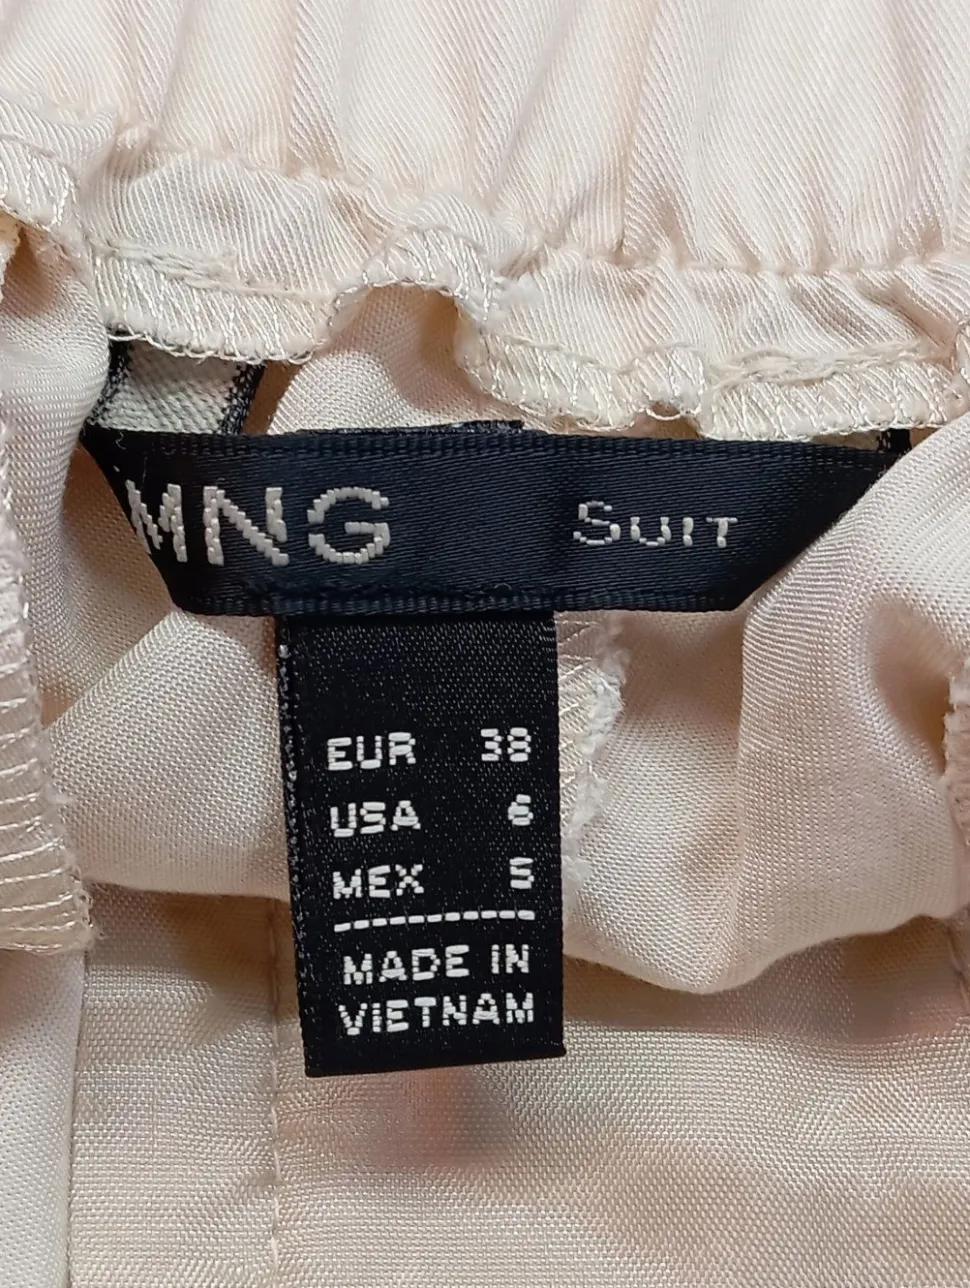 MNG SUIT
EUR 38
USA 6
MEX S
MADE IN
VIETNAM